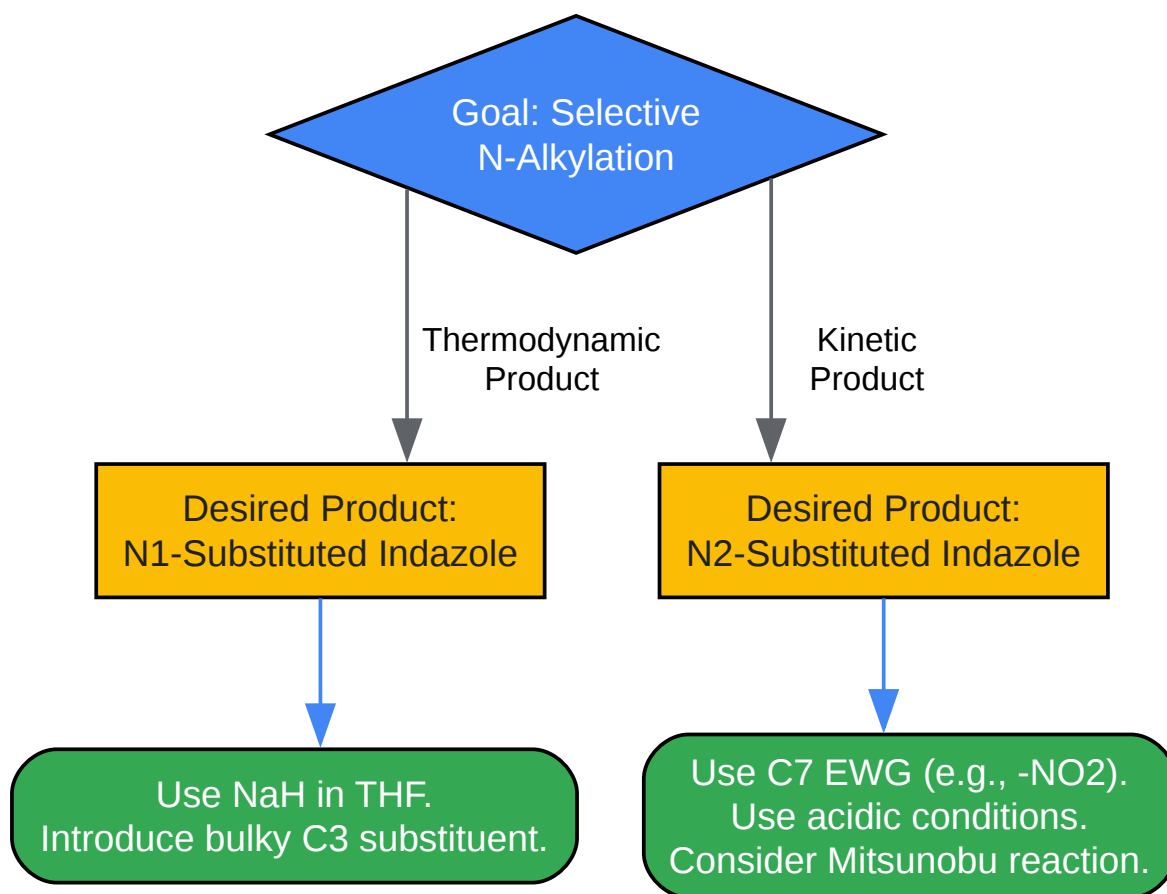 Goal: Selective
N-Alkylation
Thermodynamic
Product
Kinetic
Product
Desired Product:
N1-Substituted Indazole
Desired Product:
N2-Substituted Indazole
Use NaH in THF.
Introduce bulky C3 substituent.
Use C7 EWG (e.g., -NO2).
Use acidic conditions.
Consider Mitsunobu reaction.